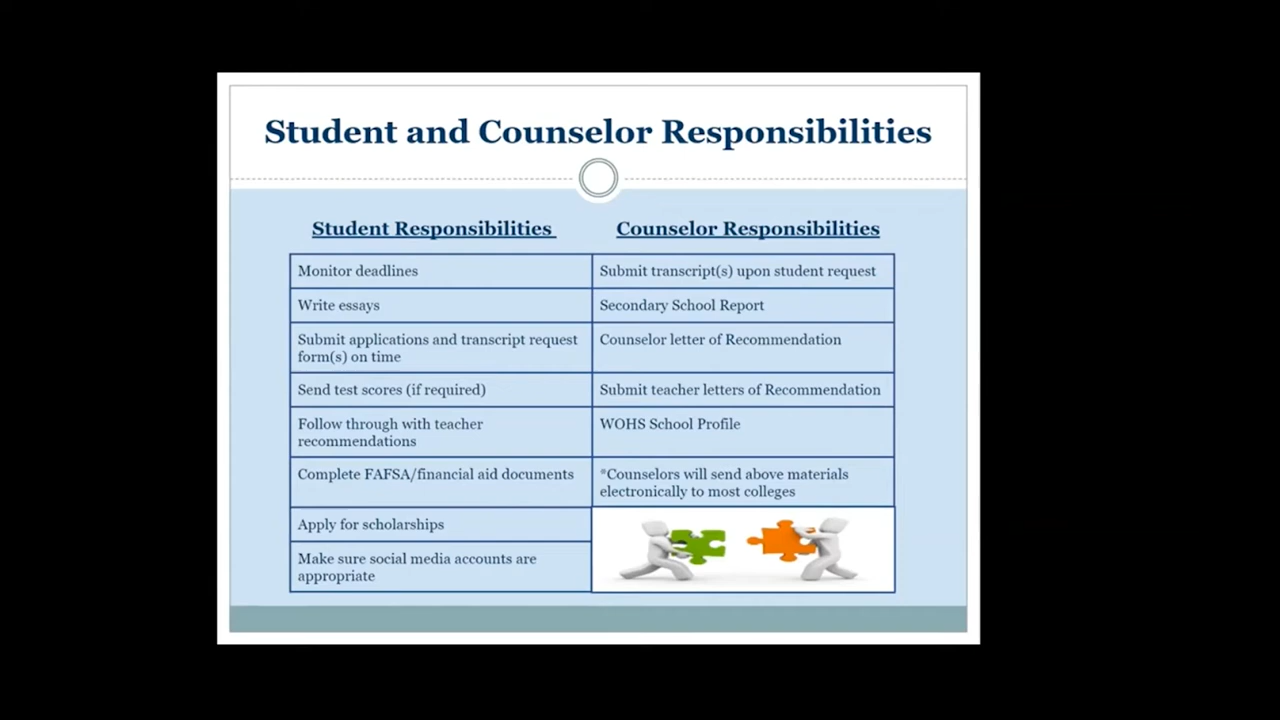 Student and Counselor Responsibilities
Student Responsibilities
Counselor Responsibilities
Monitor deadlines
Submit transcript(s) upon student request
Write essays
Secondary School Report
Submit applications and transcript request
form(s) on time
Counselor letter of Recommendation
Send test scores (if required)
Submit teacher letters of Recommendation
Follow through with teacher
recommendations
WOHS School Profile
Complete FAFSA/financial aid documents
*Counselors will send above materials
electronically to most colleges
Apply for scholarships
Make sure social media accounts are
appropriate